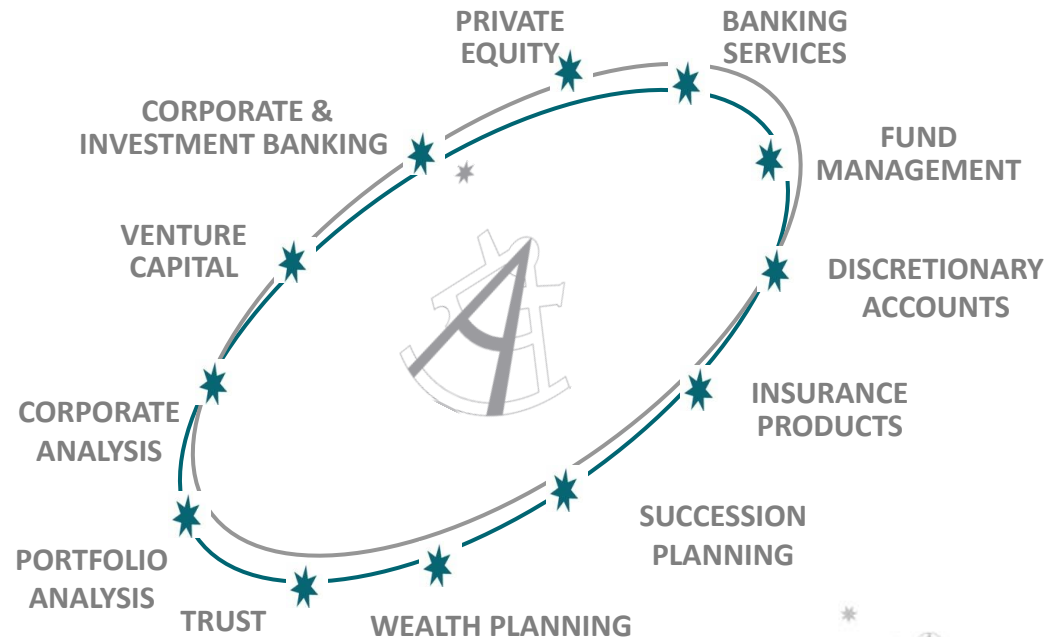 PRIVATE
EQUITY
BANKING
SERVICES
CORPORATE &
INVESTMENT BANKING
FUND
MANAGEMENT
VENTURE
CAPITAL
DISCRETIONARY
ACCOUNTS
CORPORATE
ANALYSIS
INSURANCE
PRODUCTS
SUCCESSION
PLANNING
PORTFOLIO
ANALYSIS
TRUST
WEALTH PLANNING